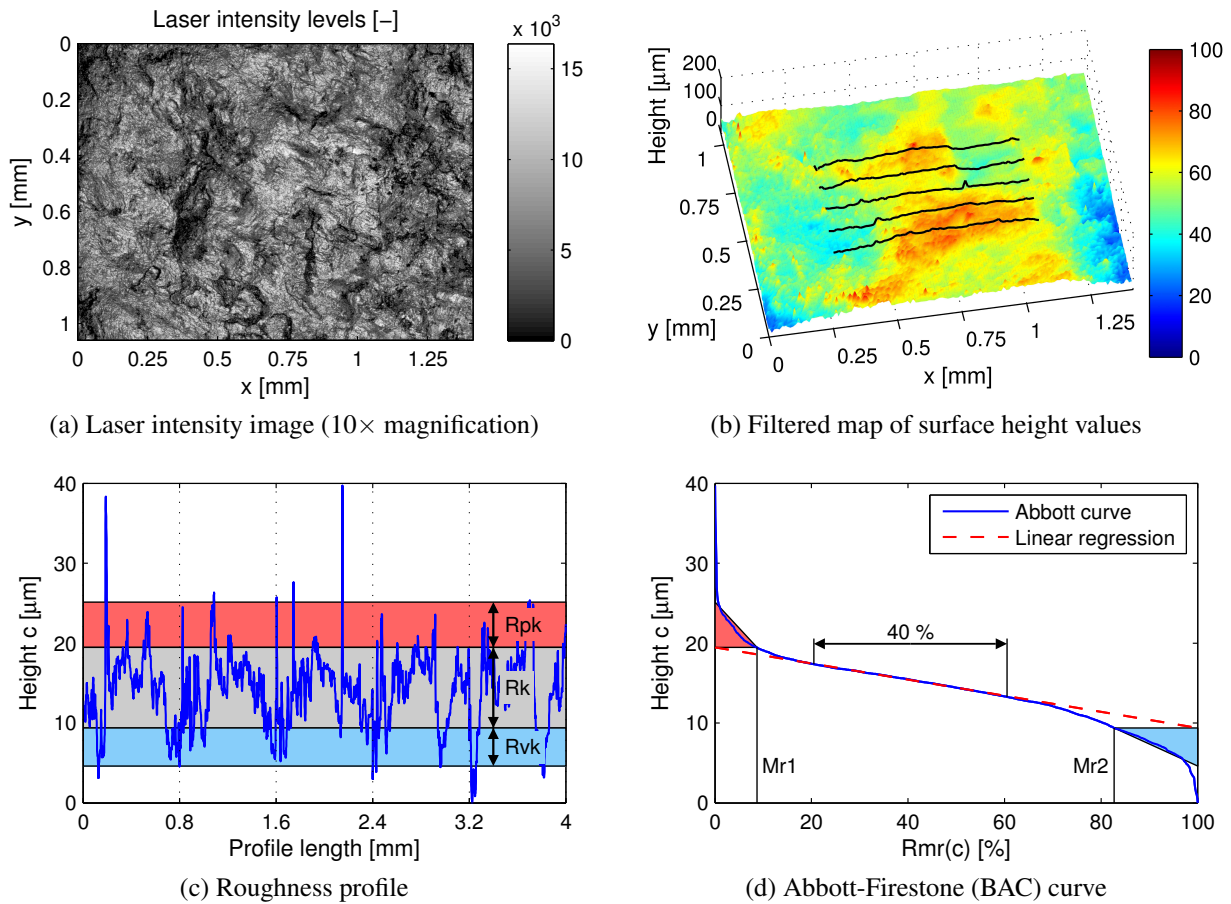 Laser intensity levels [−]
x 10³
0
0.2
0.4
0.6
0.8
1
y [mm]
0 0.25 0.5 0.75 1 1.25
x [mm]
15
10
5
0
(a) Laser intensity image (10× magnification)
Height [µm]
200
100
0
1
0.75
0.5
0.25
0
y [mm]
0 0.25 0.5 0.75 1 1.25
x [mm]
100
80
60
40
20
0
(b) Filtered map of surface height values
Height c [µm]
40
30
20
10
0
Rpk
Rk
Rvk
0 0.8 1.6 2.4 3.2 4
Profile length [mm]
(c) Roughness profile
Height c [µm]
40
30
20
10
0
Abbott curve
Linear regression
40 %
Mr1
Mr2
0 20 40 60 80 100
Rmr(c) [%]
(d) Abbott-Firestone (BAC) curve